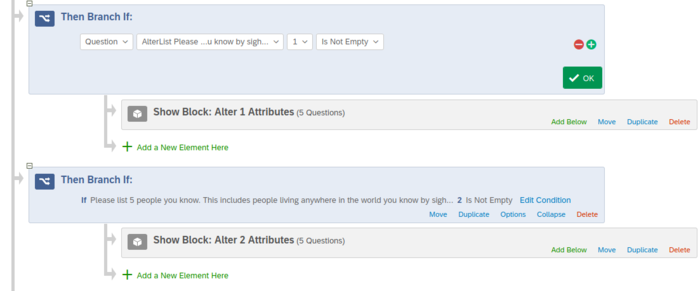 Then Branch If:
Question AlterList Please ...u know by sigh... 1 Is Not Empty
OK
Show Block: Alter 1 Attributes (5 Questions)
Add Below Move Duplicate Delete
Add a New Element Here
Then Branch If:
If Please list 5 people you know. This includes people living anywhere in the world you know by sigh... 2 Is Not Empty Edit Condition
Move Duplicate Options Collapse Delete
Show Block: Alter 2 Attributes (5 Questions)
Add Below Move Duplicate Delete
Add a New Element Here